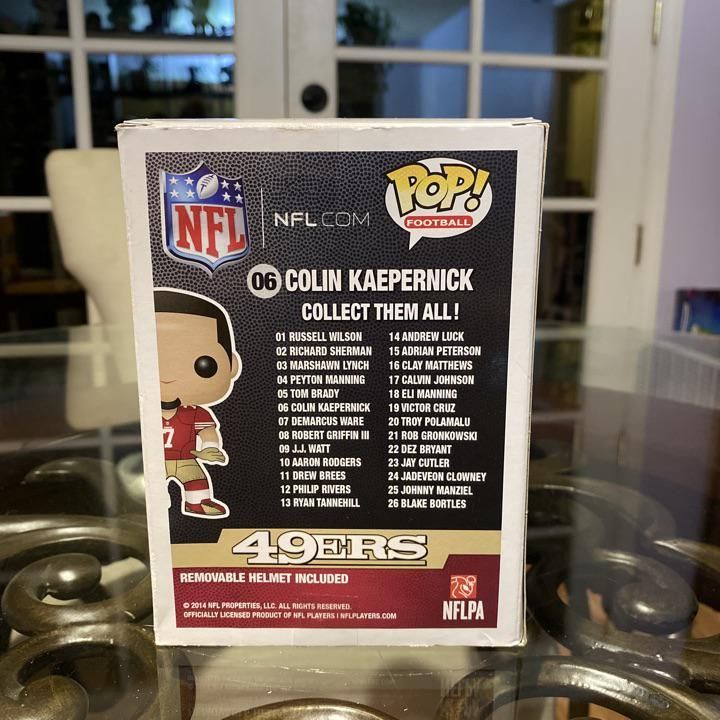 NFL
NFL.COM
POP!
FOOTBALL
06 COLIN KAEPERNICK
COLLECT THEM ALL!
01 RUSSELL WILSON
02 RICHARD SHERMAN
03 MARSHAWN LYNCH
04 PEYTON MANNING
05 TOM BRADY
06 COLIN KAEPERNICK
07 DEMARCUS WARE
08 ROBERT GRIFFIN III
09 J.J. WATT
10 AARON RODGERS
11 DREW BREES
12 PHILIP RIVERS
13 RYAN TANNEHILL
14 ANDREW LUCK
15 ADRIAN PETERSON
16 CLAY MATTHEWS
17 CALVIN JOHNSON
18 ELI MANNING
19 VICTOR CRUZ
20 TROY POLAMALU
21 ROB GRONKOWSKI
22 DEZ BRYANT
23 JAY CUTLER
24 JADEVEON CLOWNEY
25 JOHNNY MANZIEL
26 BLAKE BORTLES
7
49ERS
REMOVABLE HELMET INCLUDED
© 2014 NFL PROPERTIES, LLC. ALL RIGHTS RESERVED.
OFFICIALLY LICENSED PRODUCT OF NFL PLAYERS | NFLPLAYERS.COM
NFLPA